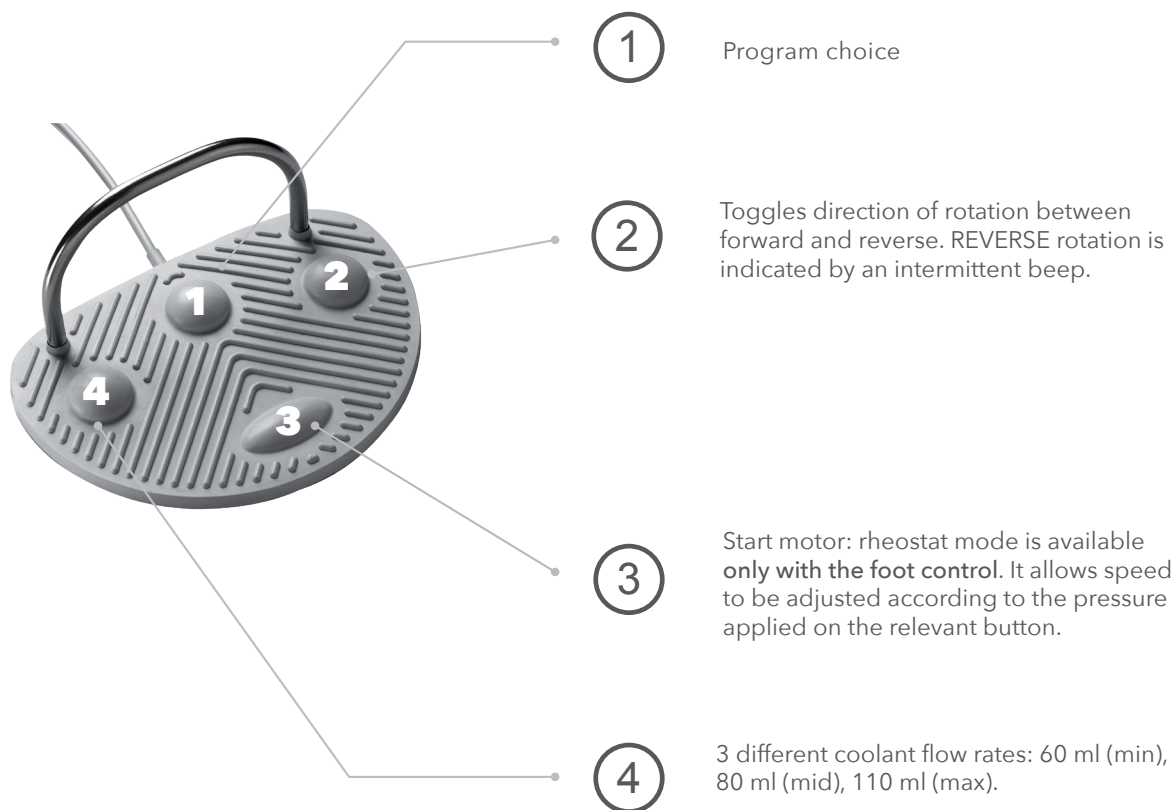 1
Program choice
2
Toggles direction of rotation between
forward and reverse. REVERSE rotation is
indicated by an intermittent beep.
1
2
4
3
3
Start motor: rheostat mode is available
only with the foot control. It allows speed
to be adjusted according to the pressure
applied on the relevant button.
4
3 different coolant flow rates: 60 ml (min),
80 ml (mid), 110 ml (max).